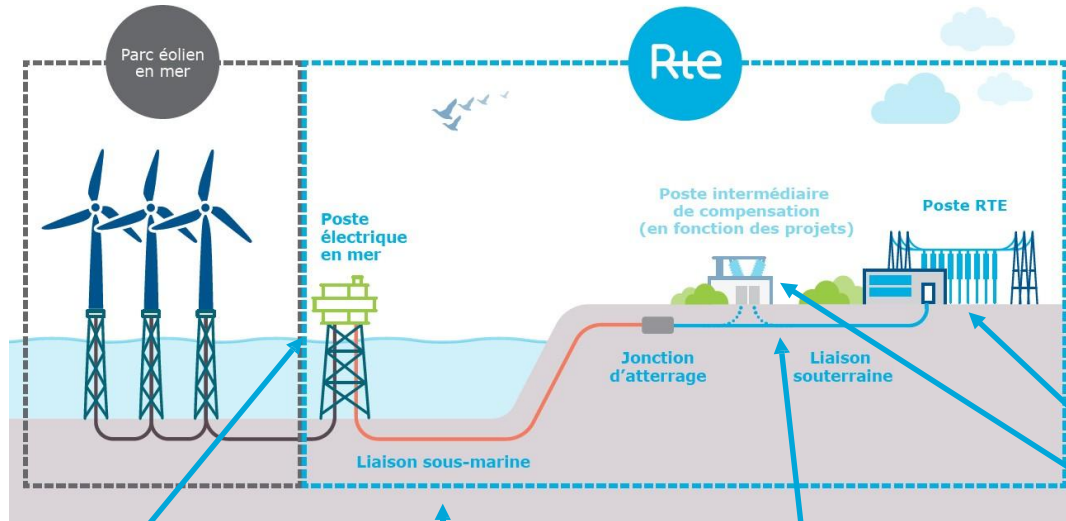 Parc éolien
en mer
Rte
Poste
électrique
en mer
Poste intermédiaire
de compensation
(en fonction des projets)
Poste RTE
Jonction
d'atterrage
Liaison
souterraine
Liaison sous-marine